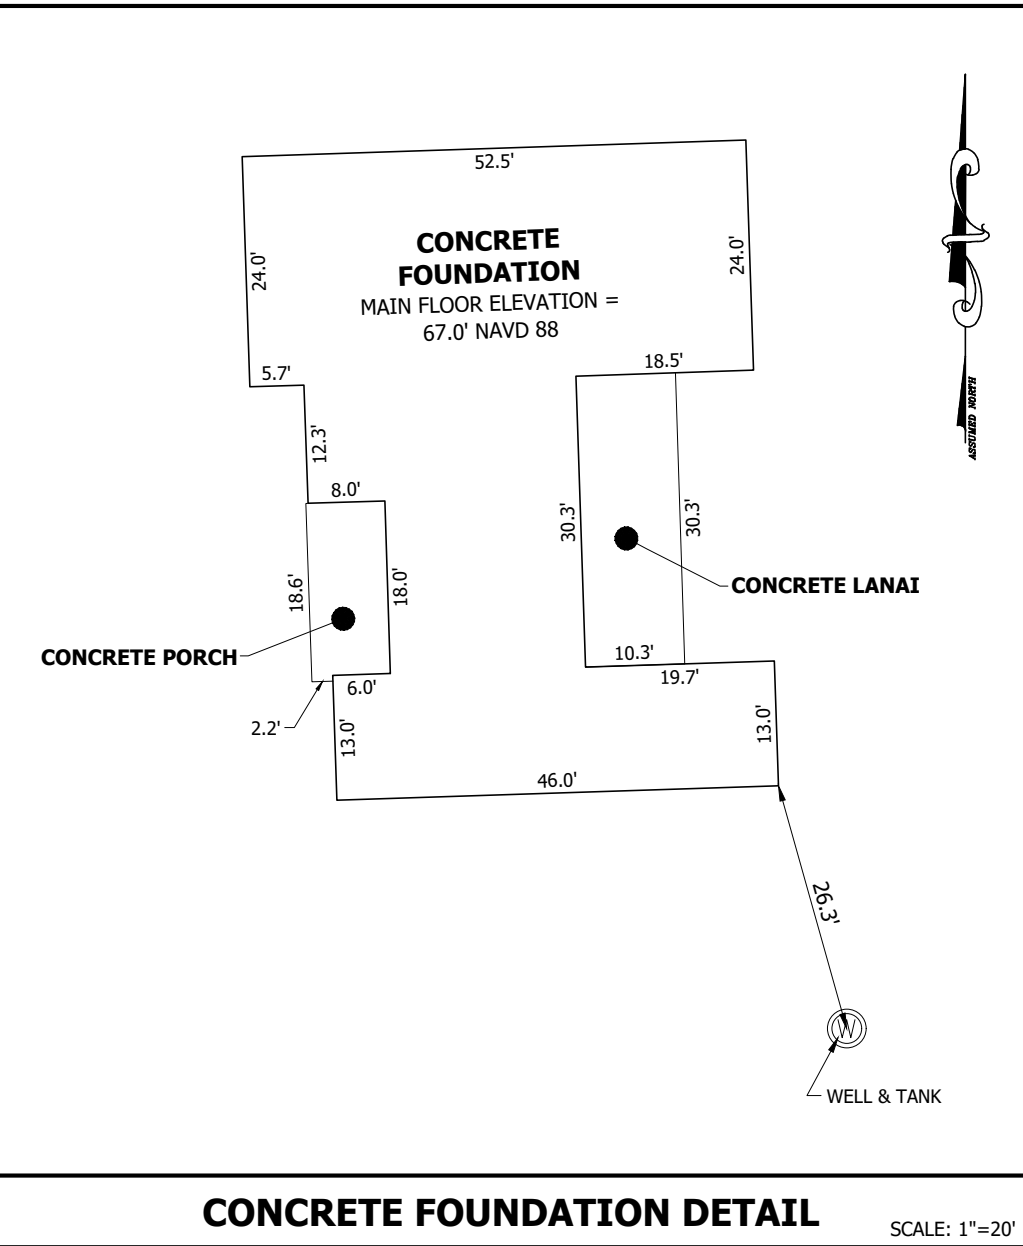 52.5'
CONCRETE
FOUNDATION
MAIN FLOOR ELEVATION =
67.0' NAVD 88
24.0'
24.0'
5.7'
18.5'
12.3'
8.0'
30.3'
30.3'
18.6'
18.0'
CONCRETE LANAI
CONCRETE PORCH
10.3'
19.7'
6.0'
2.2'
13.0'
13.0'
46.0'
26.3'
W
WELL & TANK
ASSUMED NORTH
CONCRETE FOUNDATION DETAIL
SCALE: 1"=20'